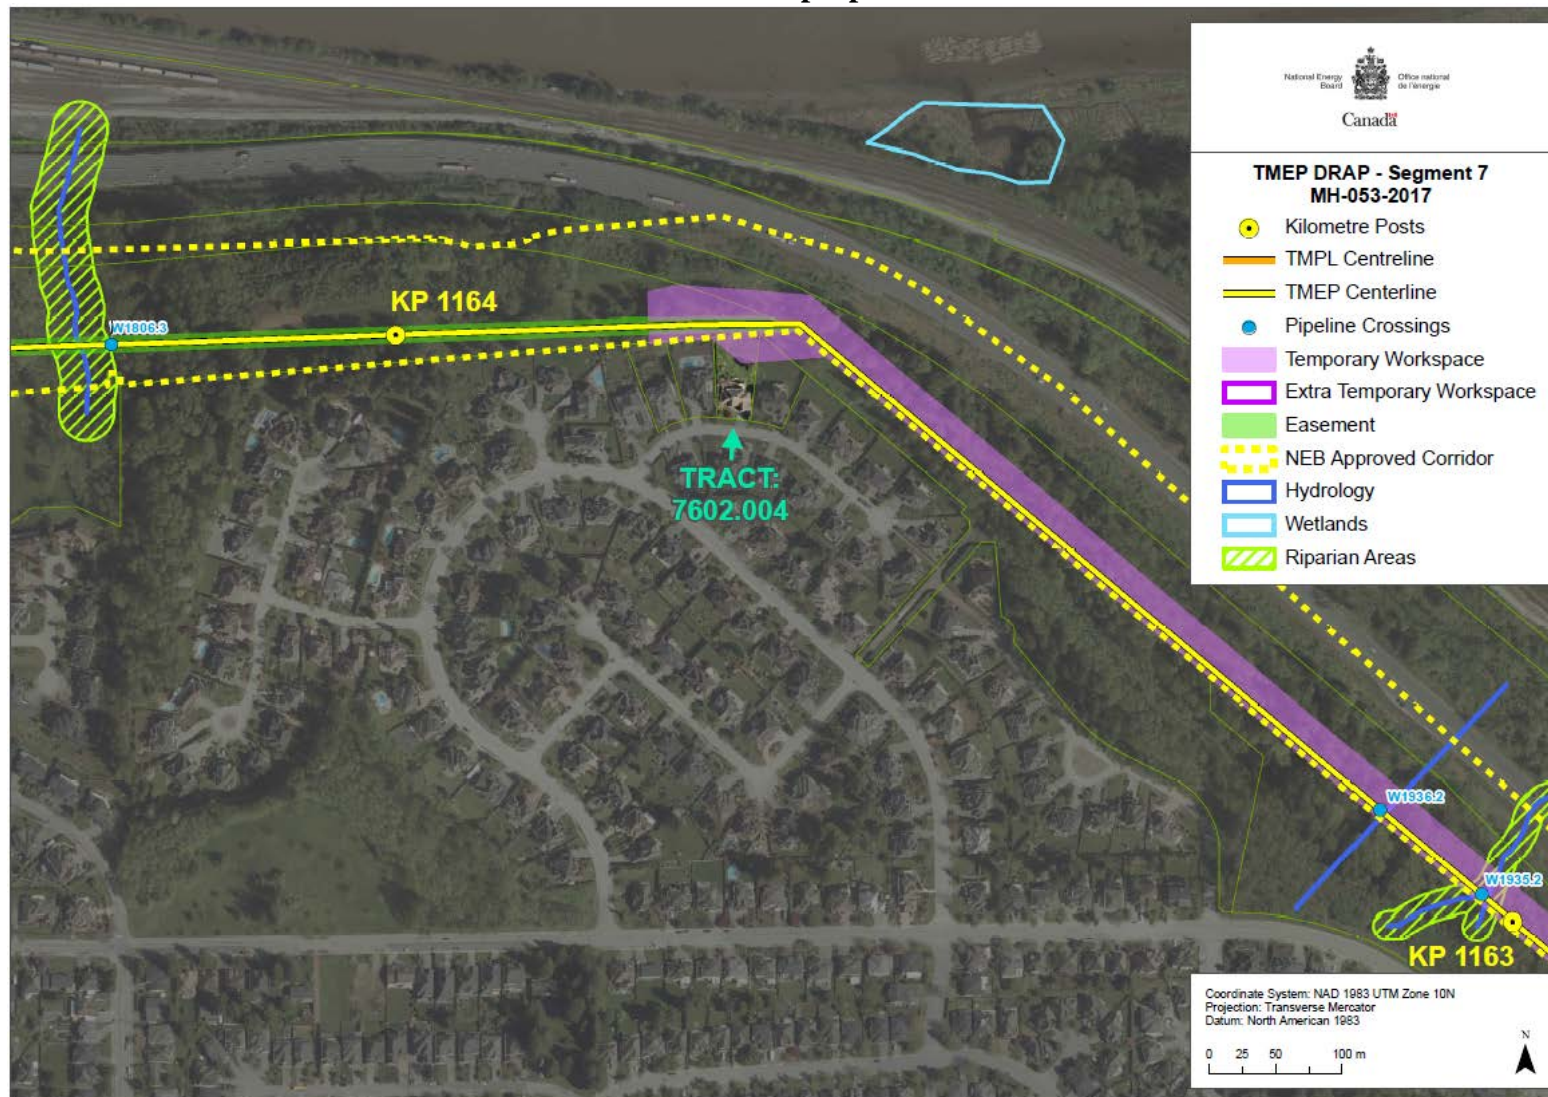 National Energy
Board
Office national
de l'énergie
Canada
TMEP DRAP - Segment 7
MH-053-2017
Kilometre Posts
TMPL Centreline
TMEP Centerline
Pipeline Crossings
Temporary Workspace
Extra Temporary Workspace
Easement
NEB Approved Corridor
Hydrology
Wetlands
Riparian Areas
KP 1164
W1806.3
TRACT:
7602.004
W1936.2
W1935.2
KP 1163
Coordinate System: NAD 1983 UTM Zone 10N
Projection: Transverse Mercator
Datum: North American 1983
0 25 50 100 m
N